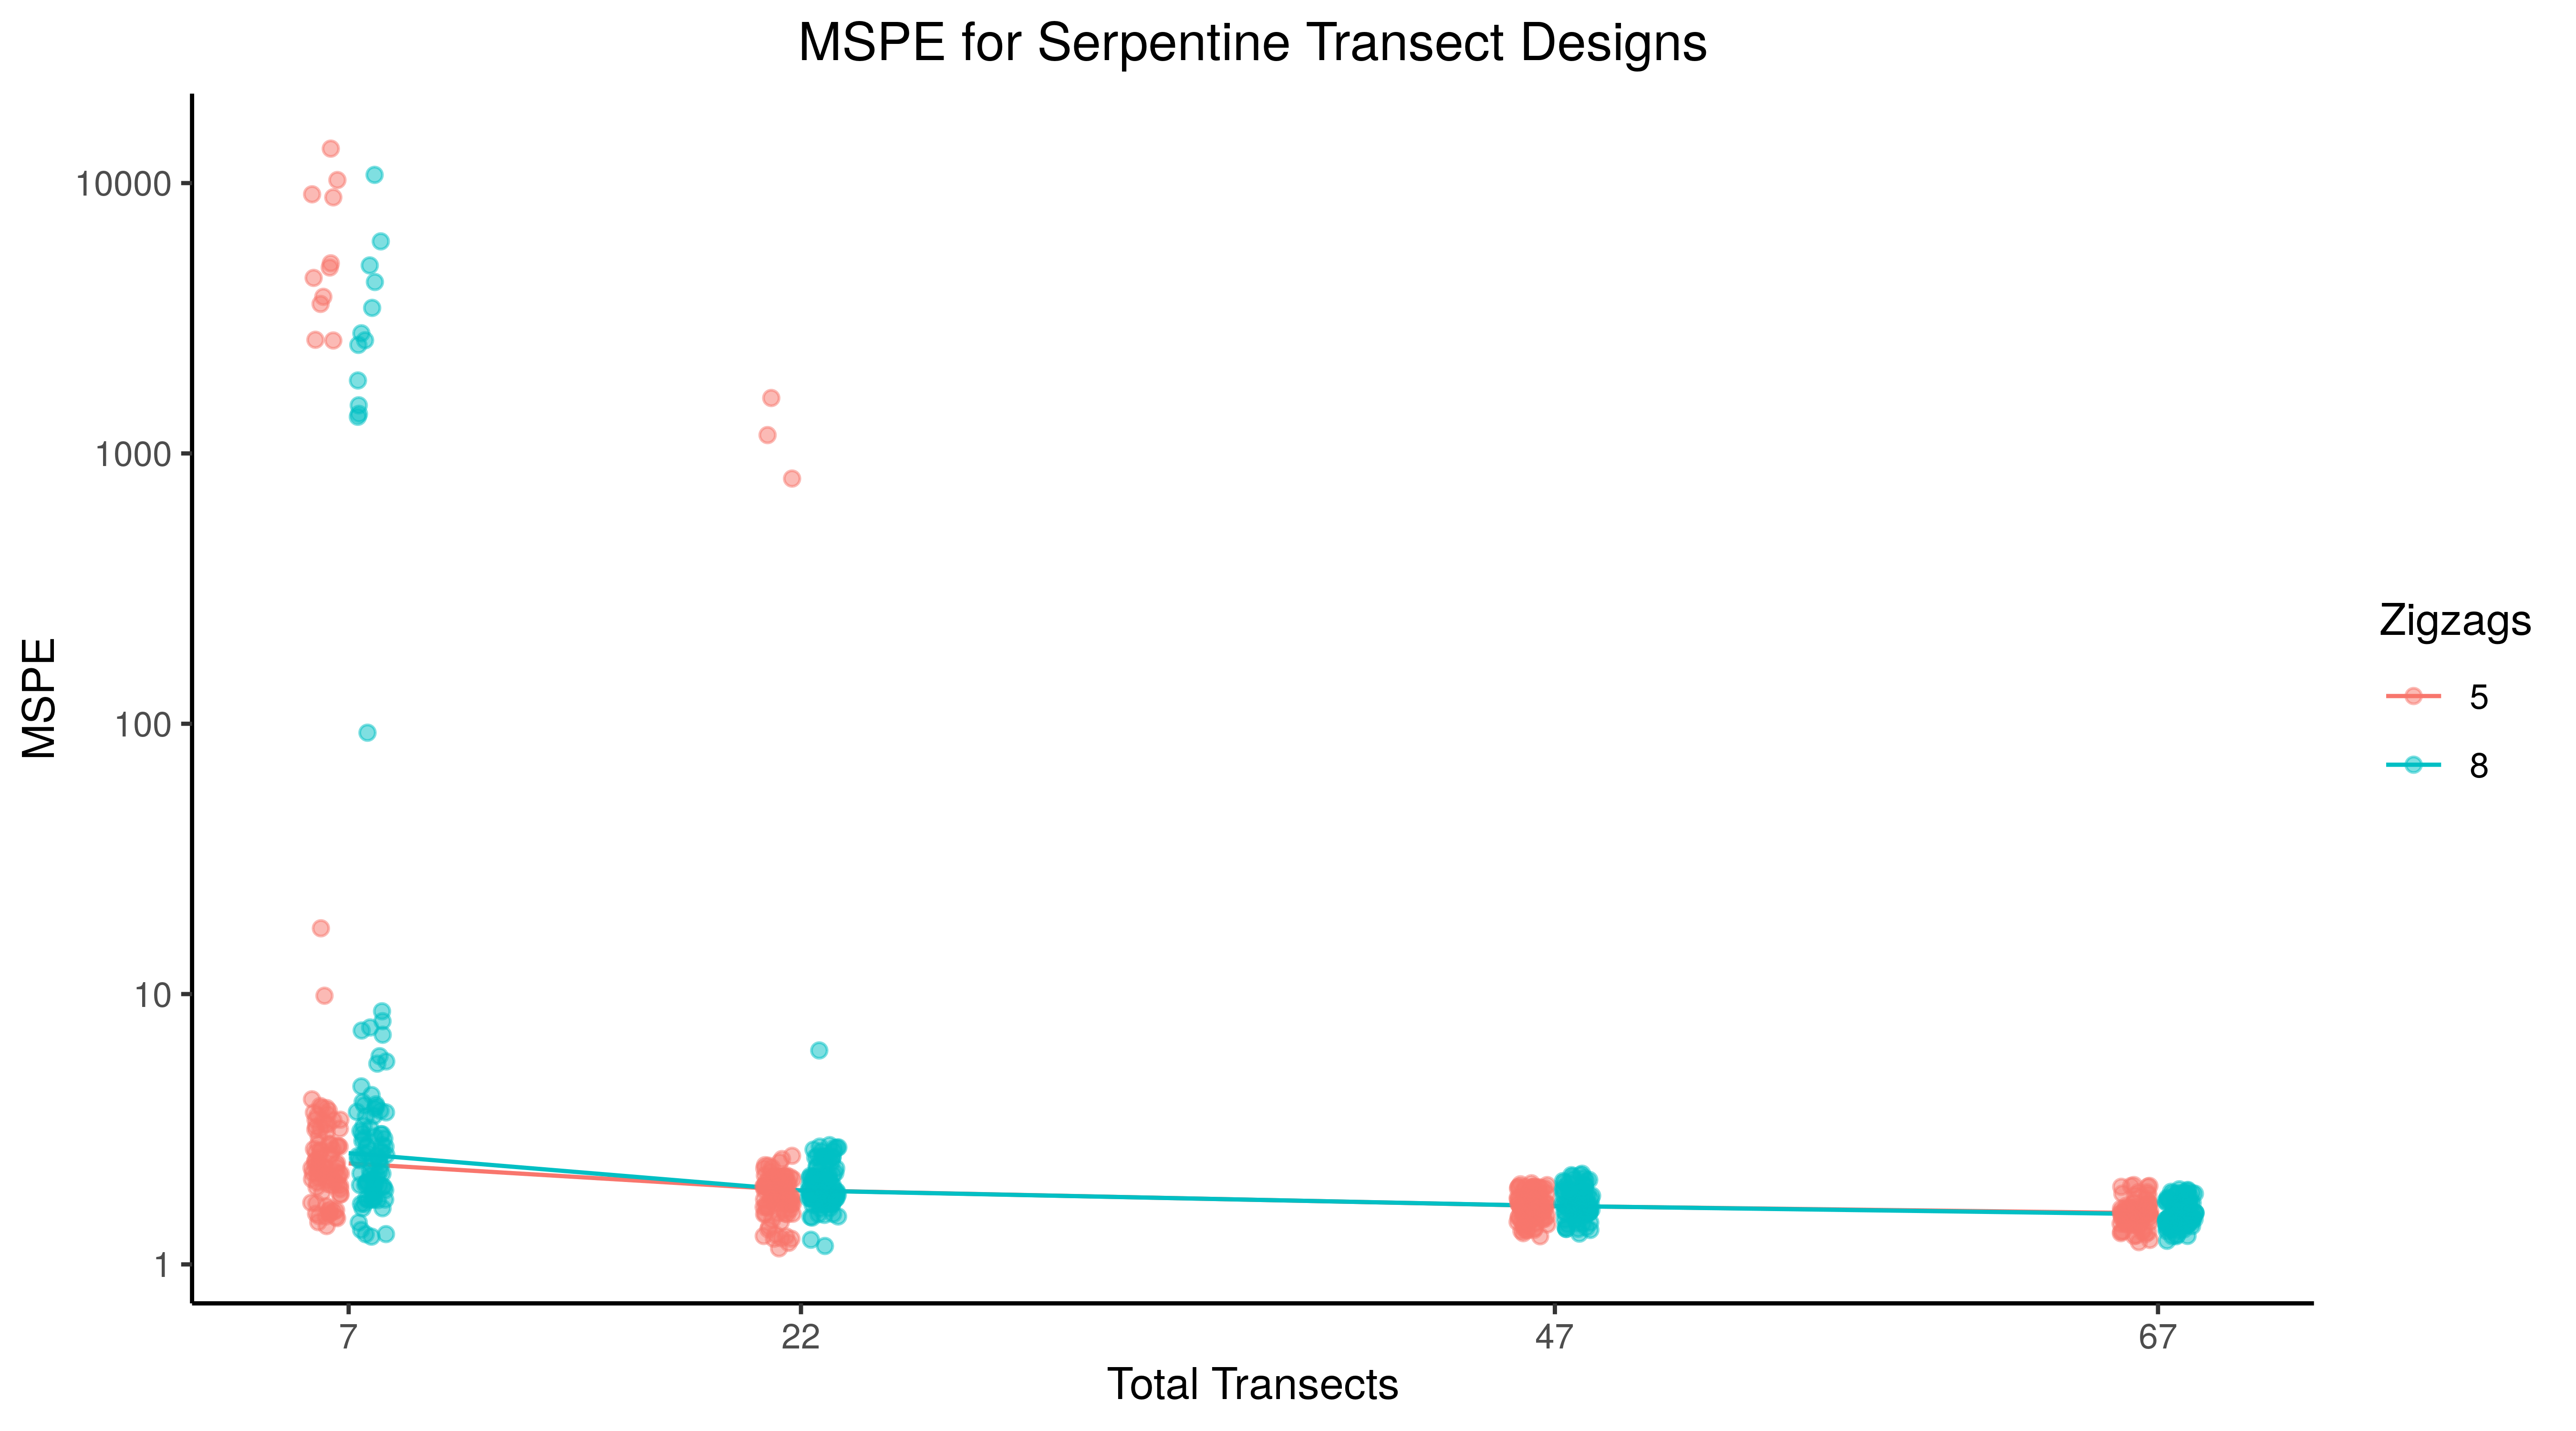 MSPE for Serpentine Transect Designs
MSPE
10000
1000
100
10
1
7
22
47
67
Total Transects
Zigzags
5
8